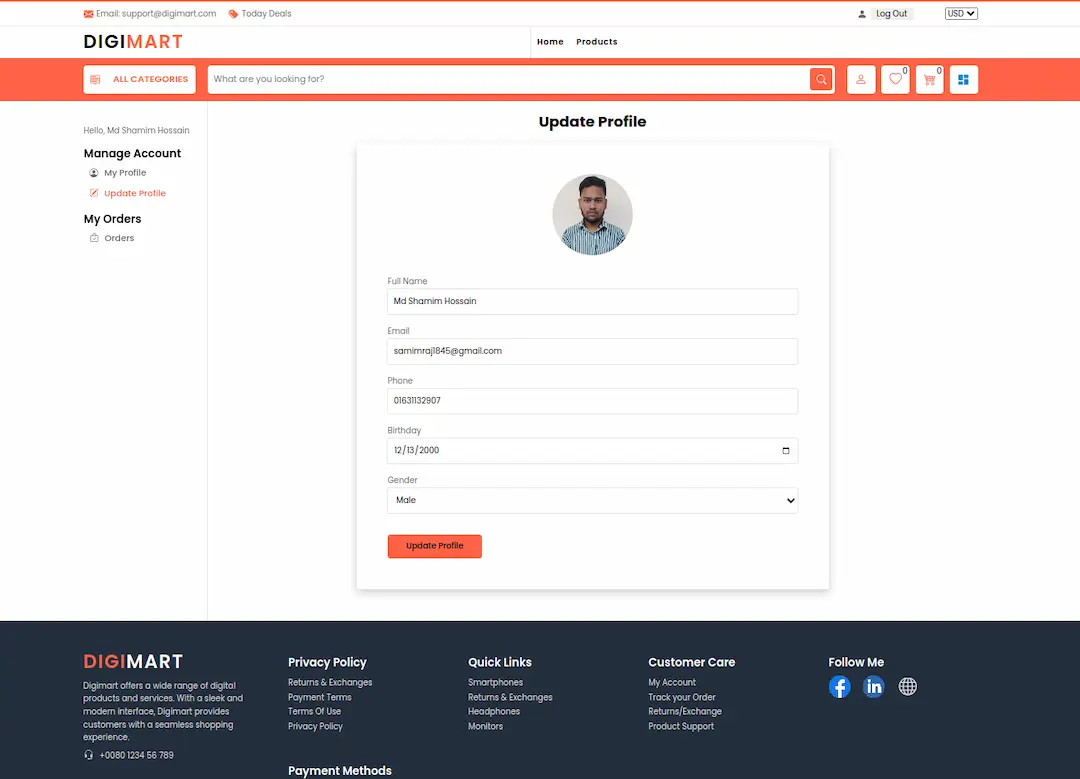 Email: support@digimart.com Today Deals Log Out USD
DIGIMART Home Products
ALL CATEGORIES What are you looking for? 0 0
Hello, Md Shamim Hossain
Manage Account
My Profile
Update Profile
My Orders
Orders
Update Profile
Full Name
Md Shamim Hossain
Email
samimraj1845@gmail.com
Phone
01631132907
Birthday
12/13/2000
Gender
Male
Update Profile
DIGIMART
Digimart offers a wide range of digital
products and services. With a sleek and
modern interface, Digimart provides
customers with a seamless shopping
experience.
+0080 1234 56 789
Privacy Policy
Returns & Exchanges
Payment Terms
Terms Of Use
Privacy Policy
Quick Links
Smartphones
Returns & Exchanges
Headphones
Monitors
Customer Care
My Account
Track your Order
Returns/Exchange
Product Support
Follow Me
Payment Methods